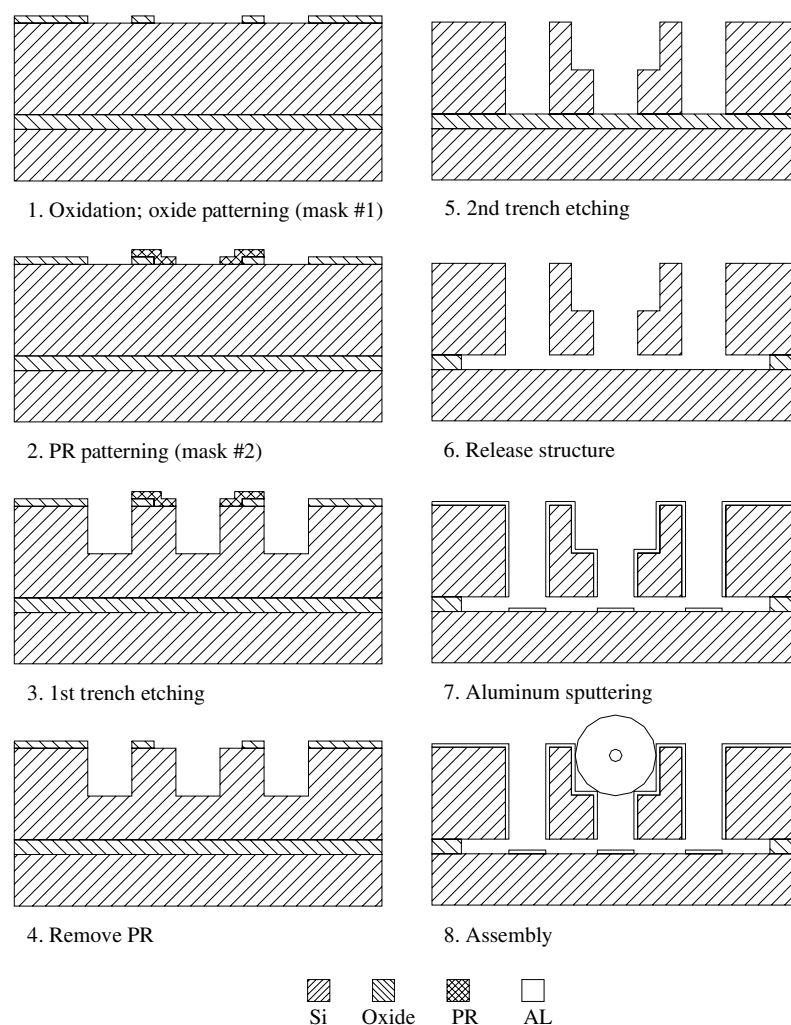 1. Oxidation; oxide patterning (mask #1)
2. PR patterning (mask #2)
3. 1st trench etching
4. Remove PR
5. 2nd trench etching
6. Release structure
7. Aluminum sputtering
8. Assembly
Si Oxide PR AL